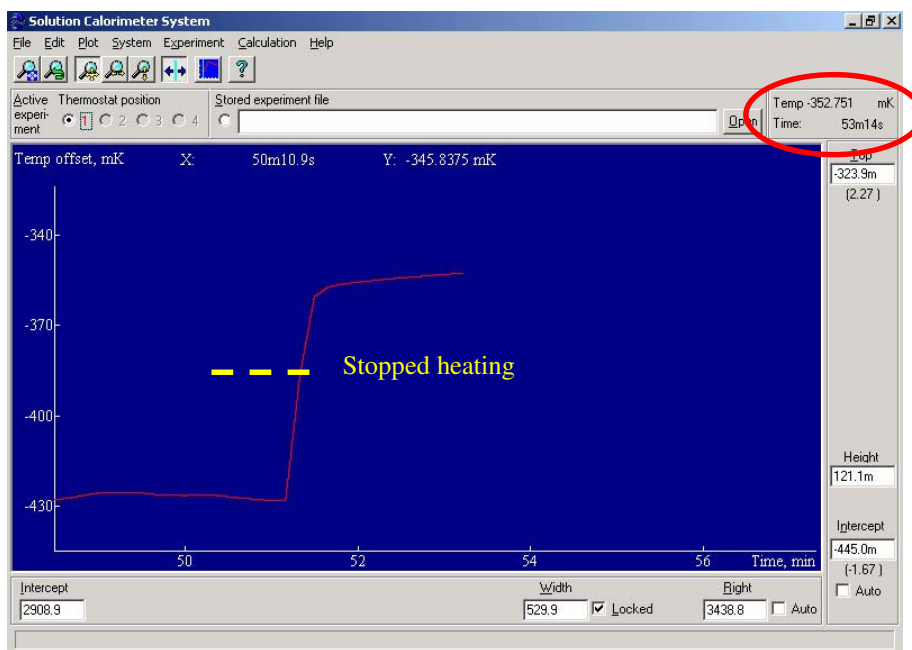 Solution Calorimeter System
File Edit Plot System Experiment Calculation Help
Active experi- ment
Thermostat position
1 2 3 4
Stored experiment file
Open
Temp -352.751 mK
Time: 53m14s
Temp offset, mK X: 50m10.9s Y: -345.8375 mK
Top
-323.9m
(2.27 )
-340
-370
Stopped heating
-400
-430
Height
121.1m
Intercept
-445.0m
(-1.67 )
Auto
50 52 54 56 Time, min
Intercept
2908.9
Width
529.9
Locked
Right
3438.8
Auto